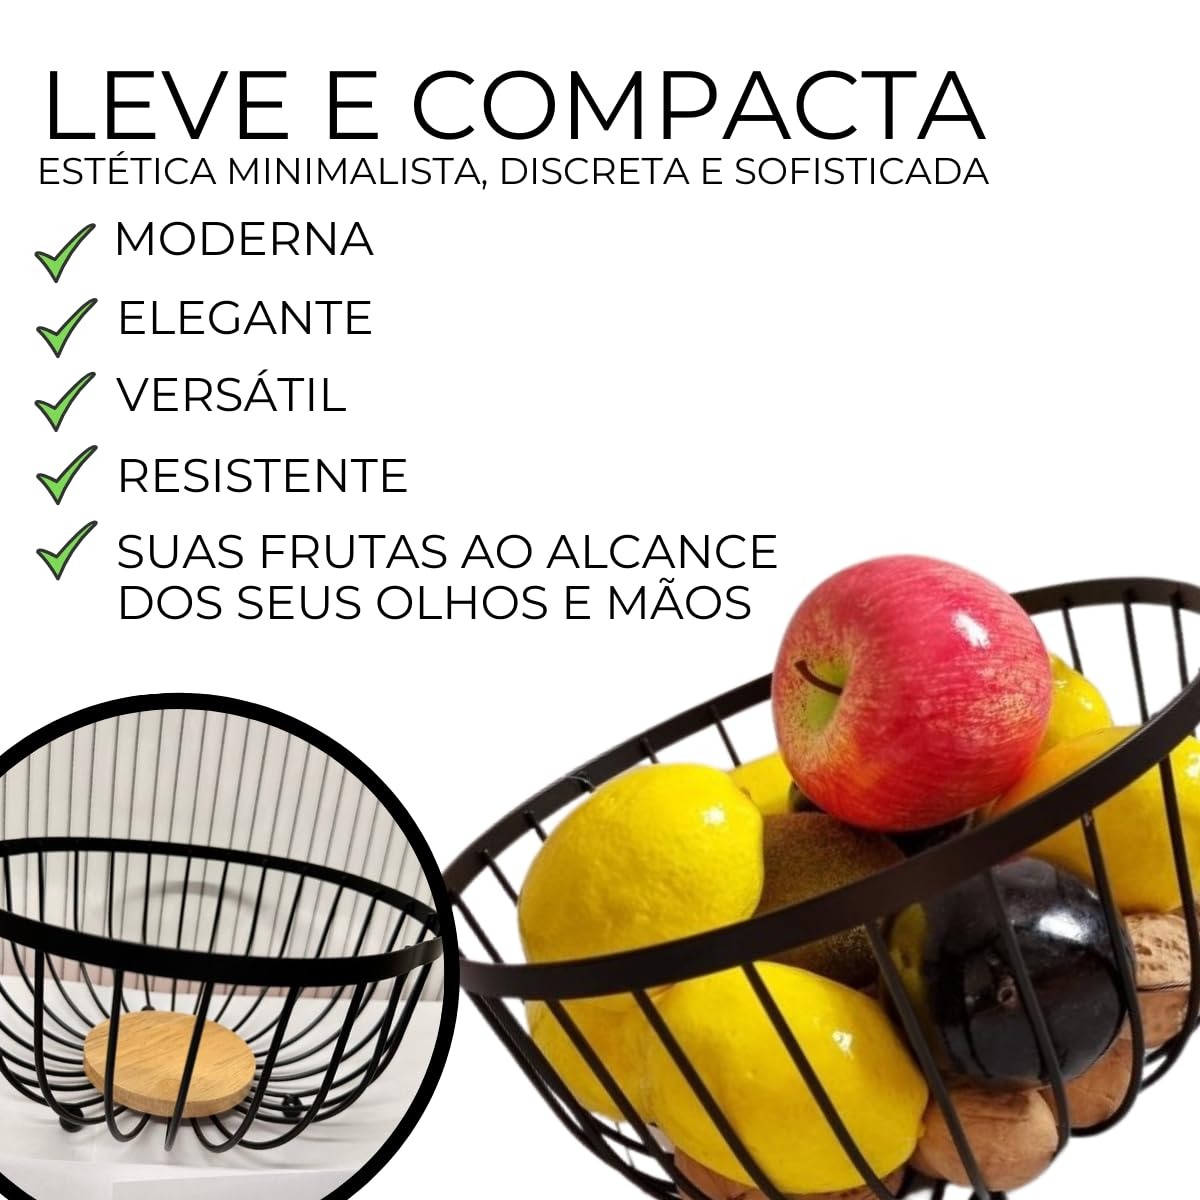 LEVE E COMPACTA
ESTÉTICA MINIMALISTA, DISCRETA E SOFISTICADA
MODERNA
ELEGANTE
VERSÁTIL
RESISTENTE
SUAS FRUTAS AO ALCANCE
DOS SEUS OLHOS E MÃOS